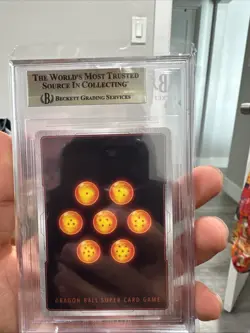 THE WORLD'S MOST TRUSTED
SOURCE IN COLLECTING
BECKETT GRADING SERVICES
DRAGON BALL SUPER CARD GAME